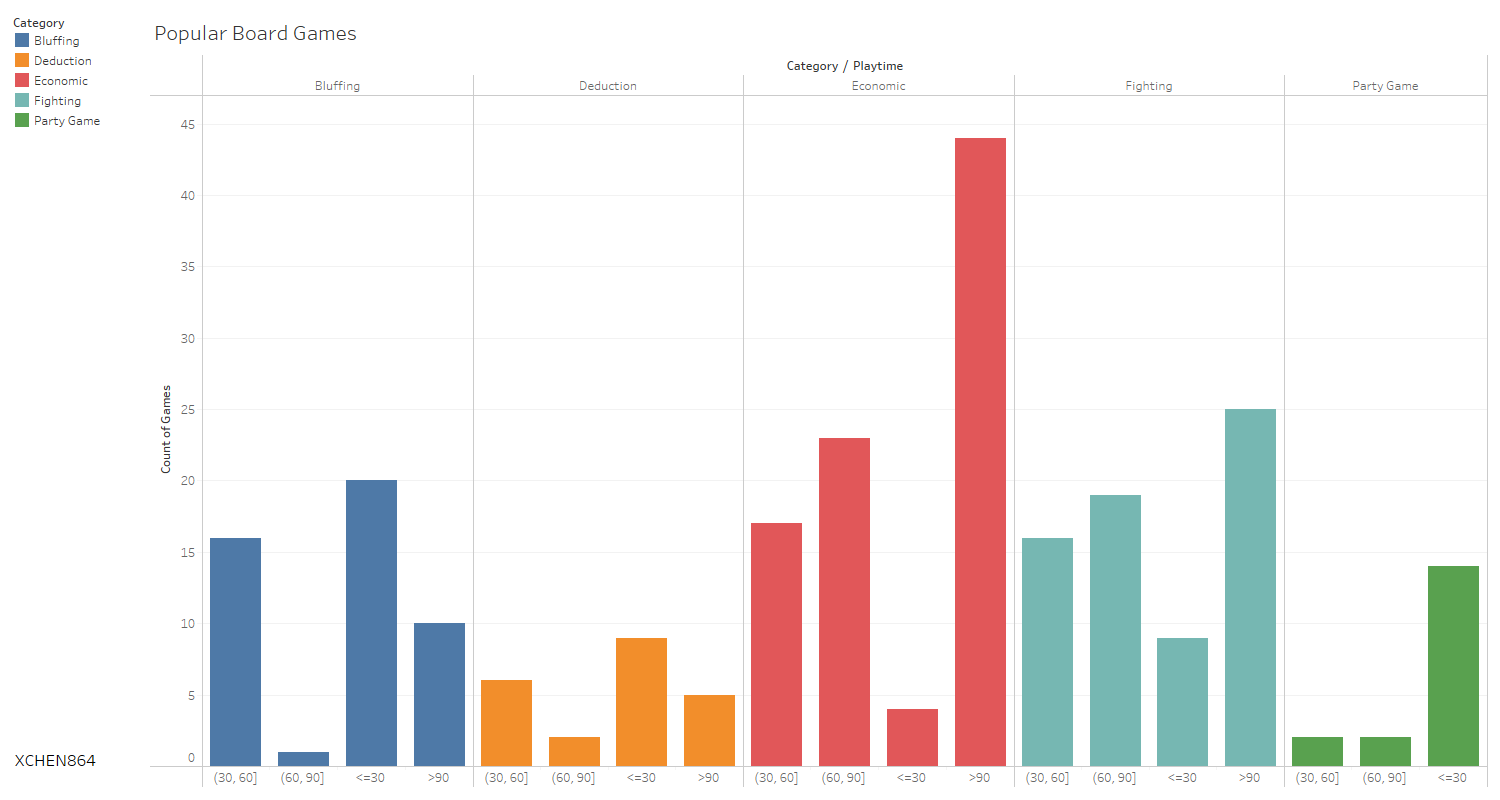 Category
Bluffing
Deduction
Economic
Fighting
Party Game
Popular Board Games
Category / Playtime
Bluffing Deduction Economic Fighting Party Game
Count of Games
45
40
35
30
25
20
15
10
5
0
(30, 60] (60, 90] <=30 >90 (30, 60] (60, 90] <=30 >90 (30, 60] (60, 90] <=30 >90 (30, 60] (60, 90] <=30 >90 (30, 60] (60, 90] <=30
XCHEN864